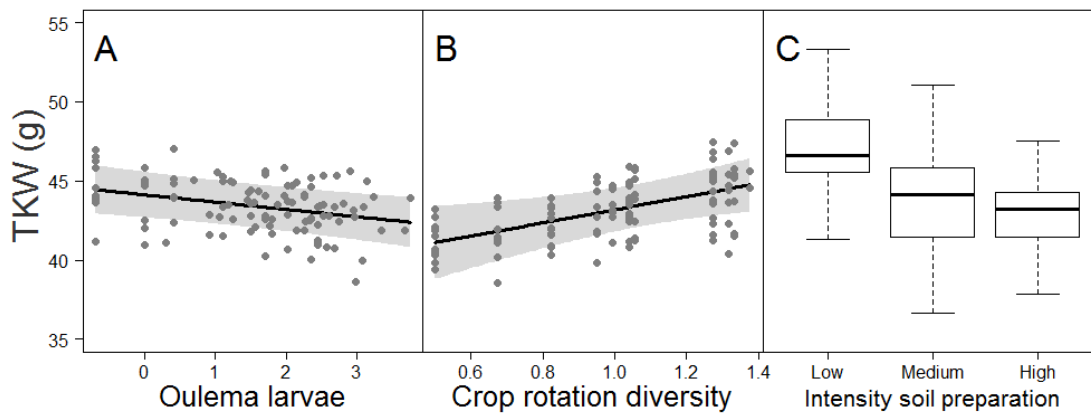 A
B
C
TKW (g)
55
50
45
40
35
0
1
2
3
0.6
0.8
1.0
1.2
1.4
Low
Medium
High
Oulema larvae
Crop rotation diversity
Intensity soil preparation